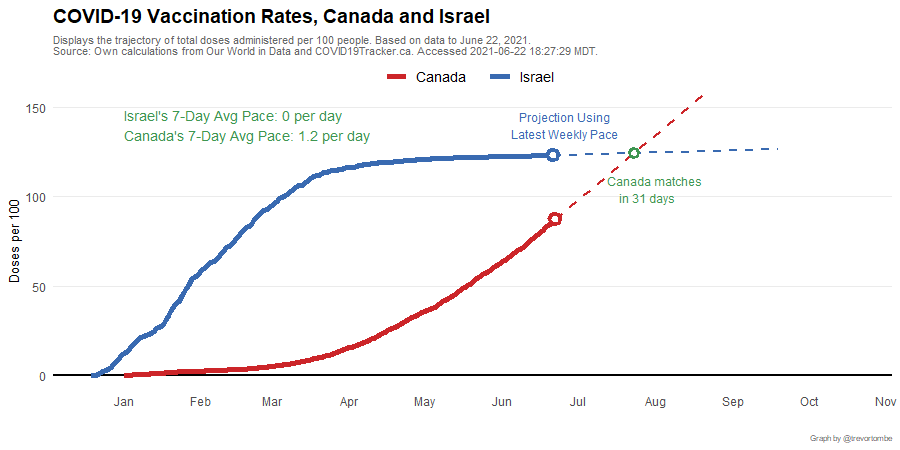 COVID-19 Vaccination Rates, Canada and Israel
Displays the trajectory of total doses administered per 100 people. Based on data to June 22, 2021.
Source: Own calculations from Our World in Data and COVID19Tracker.ca. Accessed 2021-06-22 18:27:29 MDT.
Canada Israel
Israel's 7-Day Avg Pace: 0 per day
Canada's 7-Day Avg Pace: 1.2 per day
Projection Using
Latest Weekly Pace
Canada matches
in 31 days
Doses per 100
150
100
50
0
Jan Feb Mar Apr May Jun Jul Aug Sep Oct Nov
Graph by @trevortombe